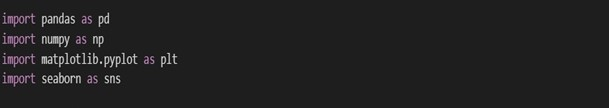 import pandas as pd
import numpy as np
import matplotlib.pyplot as plt
import seaborn as sns